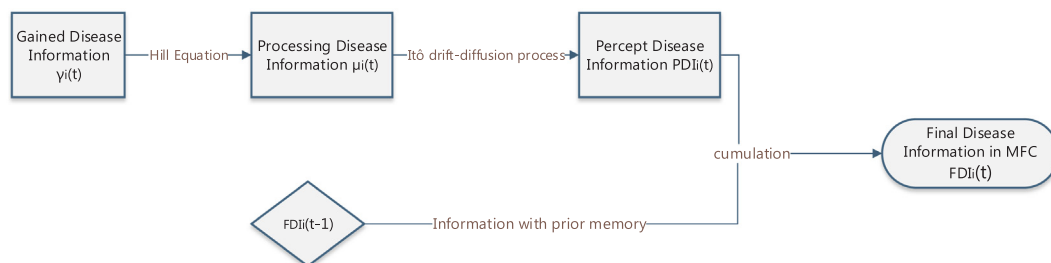 Gained Disease
Information
γi(t)
Hill Equation
Processing Disease
Information μi(t)
Itô drift-diffusion process
Percept Disease
Information PDIi(t)
cumulation
Final Disease
Information in MFC
FDIi(t)
FDIi(t-1)
Information with prior memory